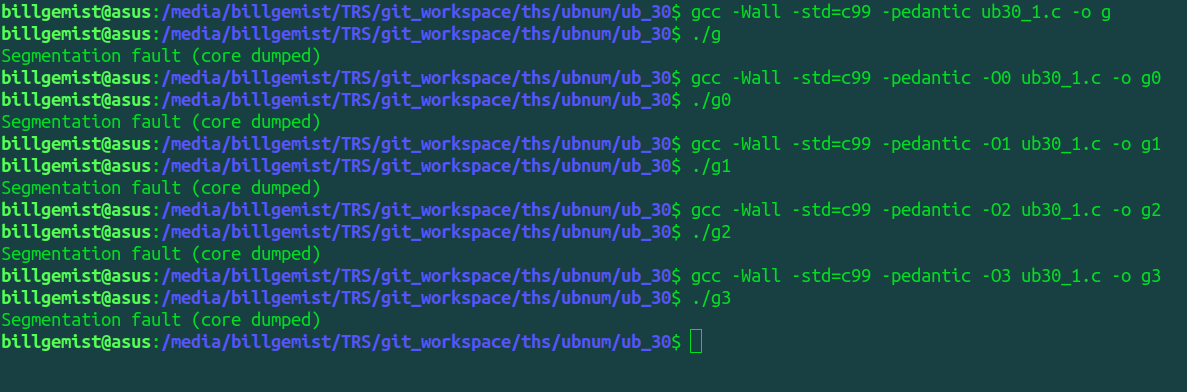 billgemist@asus:/media/billgemist/TRS/git_workspace/ths/ubnum/ub_30$ gcc -Wall -std=c99 -pedantic ub30_1.c -o g
billgemist@asus:/media/billgemist/TRS/git_workspace/ths/ubnum/ub_30$ ./g
Segmentation fault (core dumped)
billgemist@asus:/media/billgemist/TRS/git_workspace/ths/ubnum/ub_30$ gcc -Wall -std=c99 -pedantic -O0 ub30_1.c -o g0
billgemist@asus:/media/billgemist/TRS/git_workspace/ths/ubnum/ub_30$ ./g0
Segmentation fault (core dumped)
billgemist@asus:/media/billgemist/TRS/git_workspace/ths/ubnum/ub_30$ gcc -Wall -std=c99 -pedantic -O1 ub30_1.c -o g1
billgemist@asus:/media/billgemist/TRS/git_workspace/ths/ubnum/ub_30$ ./g1
Segmentation fault (core dumped)
billgemist@asus:/media/billgemist/TRS/git_workspace/ths/ubnum/ub_30$ gcc -Wall -std=c99 -pedantic -O2 ub30_1.c -o g2
billgemist@asus:/media/billgemist/TRS/git_workspace/ths/ubnum/ub_30$ ./g2
Segmentation fault (core dumped)
billgemist@asus:/media/billgemist/TRS/git_workspace/ths/ubnum/ub_30$ gcc -Wall -std=c99 -pedantic -O3 ub30_1.c -o g3
billgemist@asus:/media/billgemist/TRS/git_workspace/ths/ubnum/ub_30$ ./g3
Segmentation fault (core dumped)
billgemist@asus:/media/billgemist/TRS/git_workspace/ths/ubnum/ub_30$